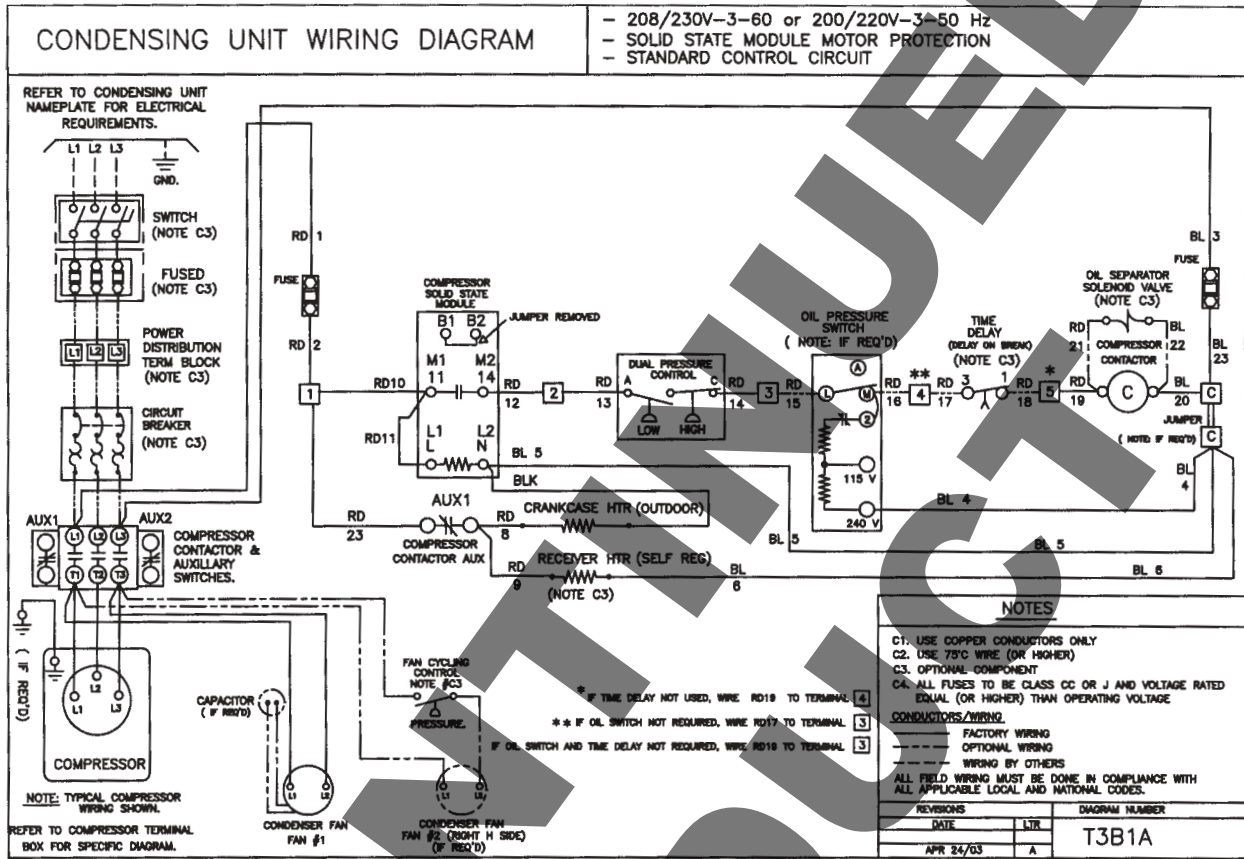 CONDENSING UNIT WIRING DIAGRAM
- 208/230V-3-60 or 200/220V-3-50 Hz
- SOLID STATE MODULE MOTOR PROTECTION
- STANDARD CONTROL CIRCUIT
REFER TO CONDENSING UNIT
NAMEPLATE FOR ELECTRICAL
REQUIREMENTS.
L1 L2 L3
GND.
SWITCH
(NOTE C3)
FUSED
(NOTE C3)
POWER
DISTRIBUTION
TERM BLOCK
(NOTE C3)
L1 L2 L3
CIRCUIT
BREAKER
(NOTE C3)
AUX1
AUX2
L1 L2 L3
T1 T2 T3
COMPRESSOR
CONTACTOR &
AUXILLARY
SWITCHES.
( IF REQ'D)
L2
L1 L3
COMPRESSOR
NOTE: TYPICAL COMPRESSOR
WIRING SHOWN.
REFER TO COMPRESSOR TERMINAL
BOX FOR SPECIFIC DIAGRAM.
RD 1
FUSE
RD 2
1
COMPRESSOR
SOLID STATE
MODULE
B1 B2
JUMPER REMOVED
M1 M2
11 14
RD10
RD11
L1 L2
L N
RD
12
2
RD
13
DUAL PRESSURE
CONTROL
A C
LOW HIGH
RD
14
3
RD
15
OIL PRESSURE
SWITCH
( NOTE: IF REQ'D)
A
L M
2
115 V
240 V
RD
16
**
4
RD
17
TIME
DELAY
(DELAY ON BREAK)
(NOTE C3)
3 1
RD
18
*
5
RD
19
OIL SEPARATOR
SOLENOID VALVE
(NOTE C3)
RD
21
BL
22
COMPRESSOR
CONTACTOR
C
BL
20
BL 3
FUSE
BL
23
C
JUMPER
( NOTE: IF REQ'D)
C
BL
4
BL 5
BLK
BL 4
BL 5
BL 5
BL 6
RD
23
AUX1
COMPRESSOR
CONTACTOR AUX
RD
8
CRANKCASE HTR (OUTDOOR)
RD
9
RECEIVER HTR (SELF REG)
(NOTE C3)
BL
6
CAPACITOR
( IF REQ'D)
L1 L2
CONDENSER FAN
FAN #1
FAN CYCLING
CONTROL
NOTE #C3
PRESSURE.
L1 L2
CONDENSER FAN
FAN #2 (RIGHT H SIDE)
(IF REQ'D)
* IF TIME DELAY NOT USED, WIRE RD19 TO TERMINAL 4
** IF OIL SWITCH NOT REQUIRED, WIRE RD17 TO TERMINAL 3
IF OIL SWITCH AND TIME DELAY NOT REQUIRED, WIRE RD19 TO TERMINAL 3
NOTES
C1. USE COPPER CONDUCTORS ONLY
C2. USE 75°C WIRE (OR HIGHER)
C3. OPTIONAL COMPONENT
C4. ALL FUSES TO BE CLASS CC OR J AND VOLTAGE RATED
EQUAL (OR HIGHER) THAN OPERATING VOLTAGE
CONDUCTORS/WIRNG
FACTORY WIRING
OPTIONAL WIRING
WIRING BY OTHERS
ALL FIELD WIRING MUST BE DONE IN COMPLIANCE WITH
ALL APPLICABLE LOCAL AND NATIONAL CODES.
REVISIONS
DIAGRAM NUMBER
DATE LTR
APR 24/03 A
T3B1A